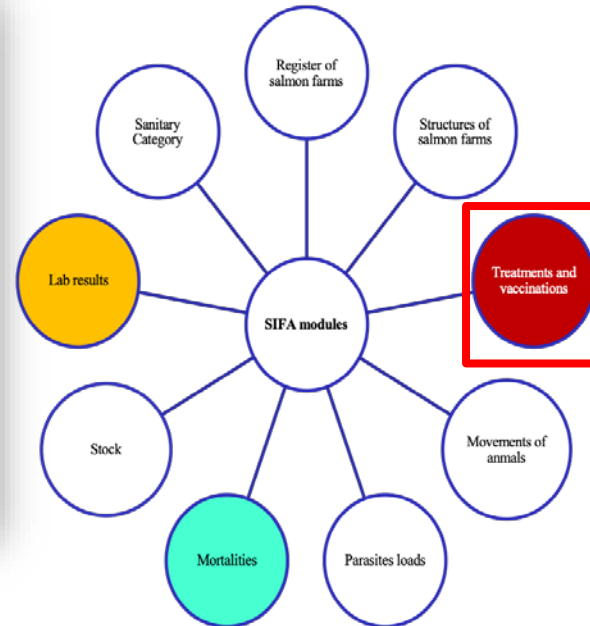 Register of
salmon farms
Sanitary
Category
Structures of
salmon farms
Lab results
Treatments and
vaccinations
SIFA modules
Stock
Movements of
anmals
Mortalities
Parasites loads